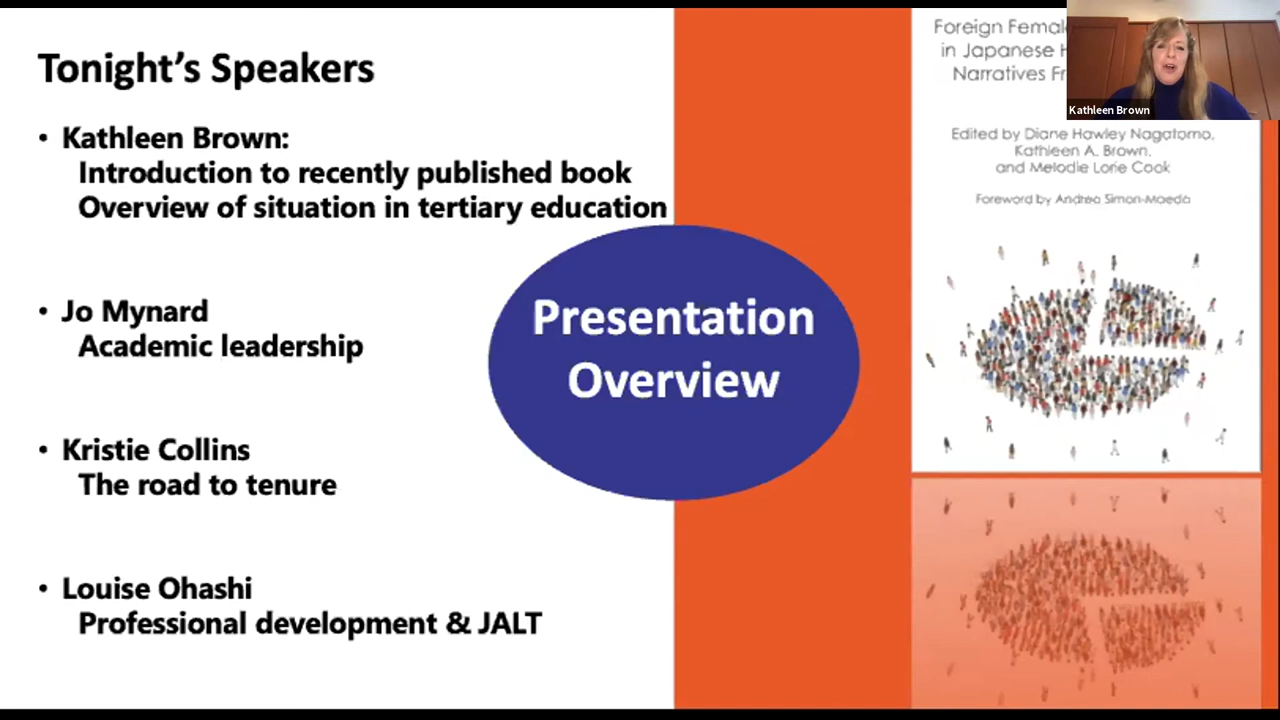 Tonight's Speakers
• Kathleen Brown:
Introduction to recently published book
Overview of situation in tertiary education
• Jo Mynard
Academic leadership
• Kristie Collins
The road to tenure
• Louise Ohashi
Professional development & JALT
Presentation
Overview
Foreign Femal
in Japanese H
Narratives Fr
Edited by Diane Hawley Nagatomo,
Kathleen A. Brown,
and Melodie Lorie Cook
Foreword by Andrea Simon-Maeda
Kathleen Brown